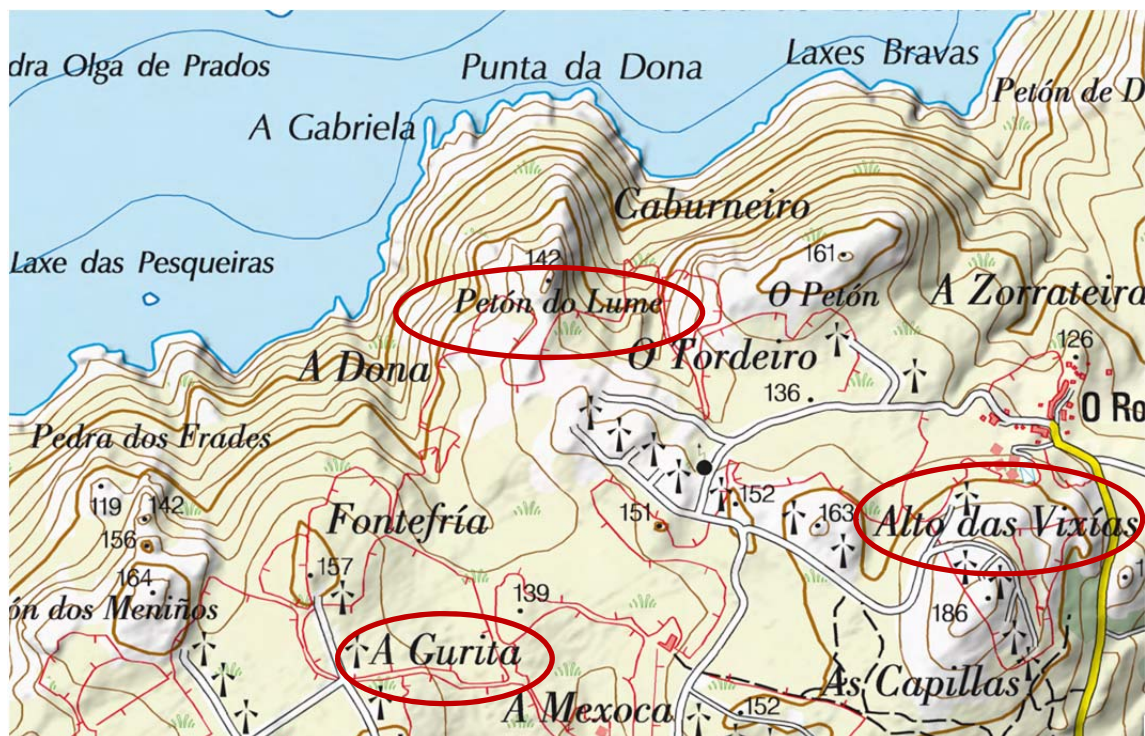 dra Olga de Prados
Punta da Dona
Laxes Bravas
Petón de D
A Gabriela
Caburneiro
161
Laxe das Pesqueiras
142
Petón do Lume
O Petón
A Zorrateira
A Dona
O Tordeiro
126
136
O Ro
Pedra dos Frades
119
142
156
Fontefría
151
152
163
Alto das Vixías
157
164
139
186
ón dos Meniños
A Gurita
As Capillas
A Mexoca
152